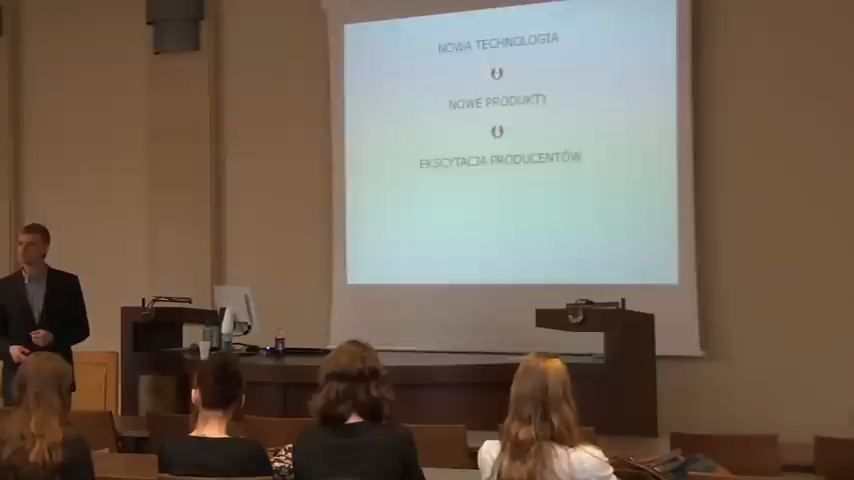 NOWA TECHNOLOGIA
NOWE PRODUKTY
EKSCYTACJA PRODUCENTÓW